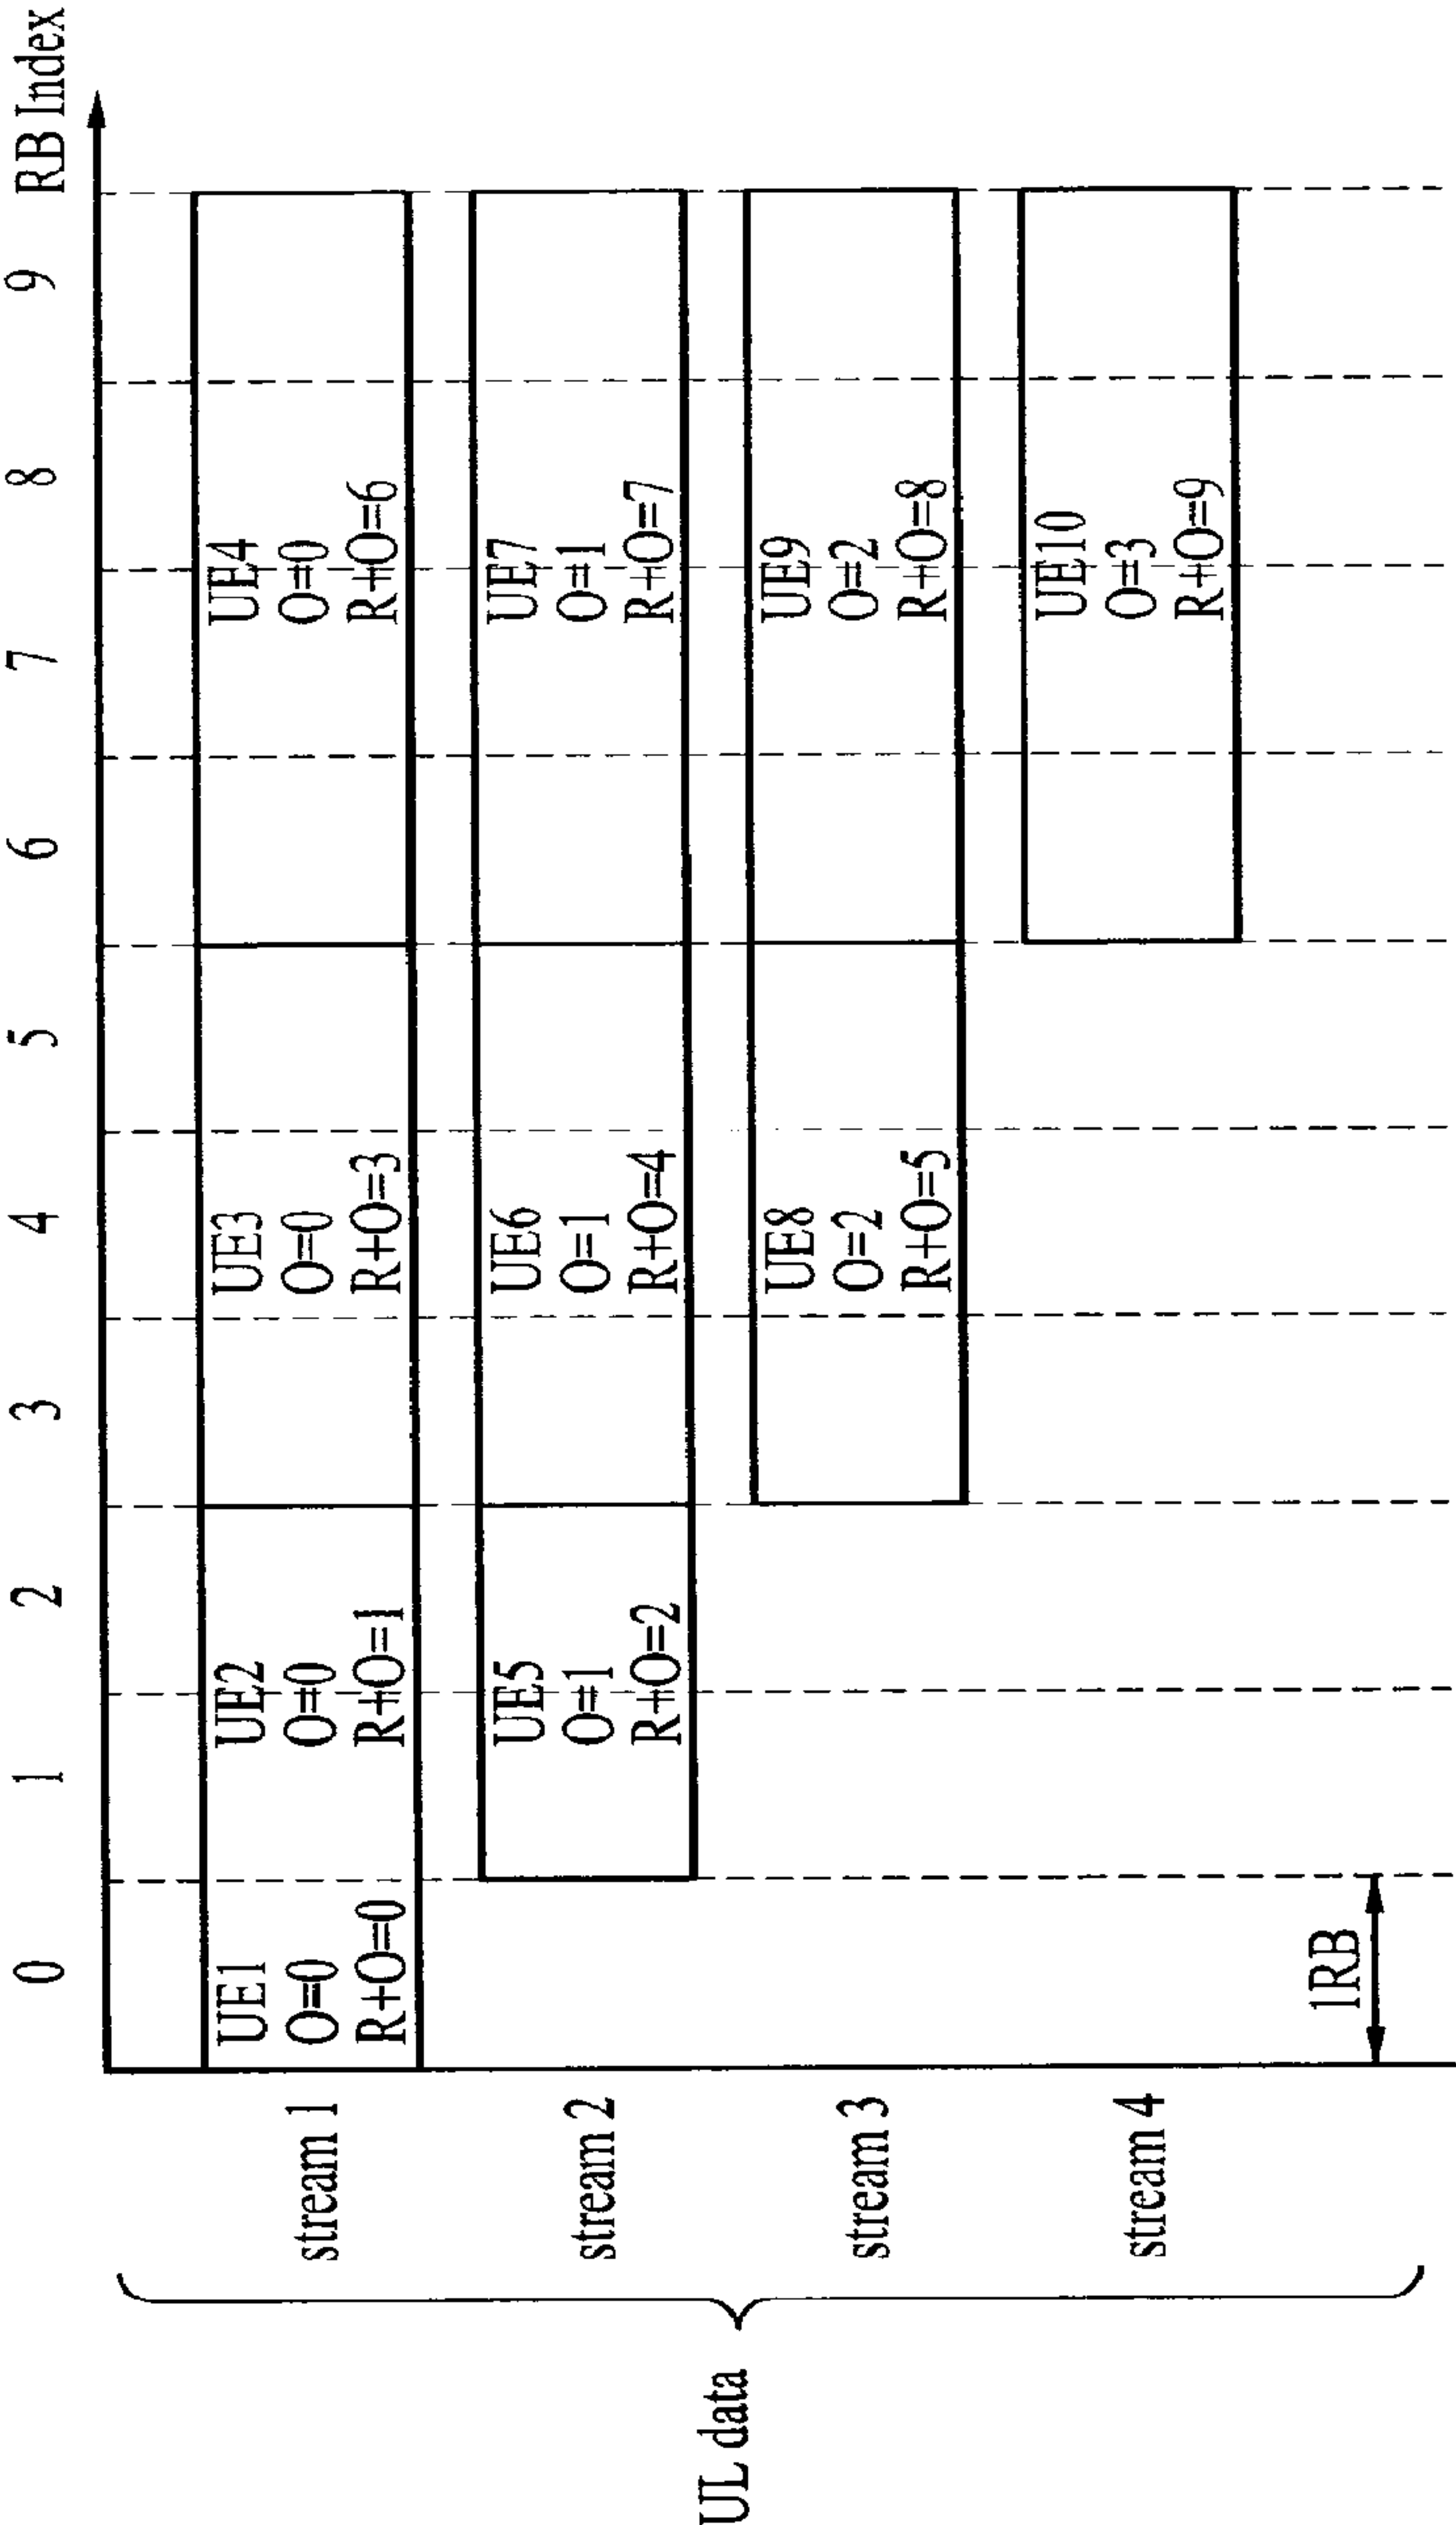 0 1 2 3 4 5 6 7 8 9 RB Index
stream 1
UE1
O=0
R+O=0
UE2
O=0
R+O=1
UE3
O=0
R+O=3
UE4
O=0
R+O=6
stream 2
UE5
O=1
R+O=2
UE6
O=1
R+O=4
UE7
O=1
R+O=7
stream 3
UE8
O=2
R+O=5
UE9
O=2
R+O=8
stream 4
UE10
O=3
R+O=9
UL data
1RB